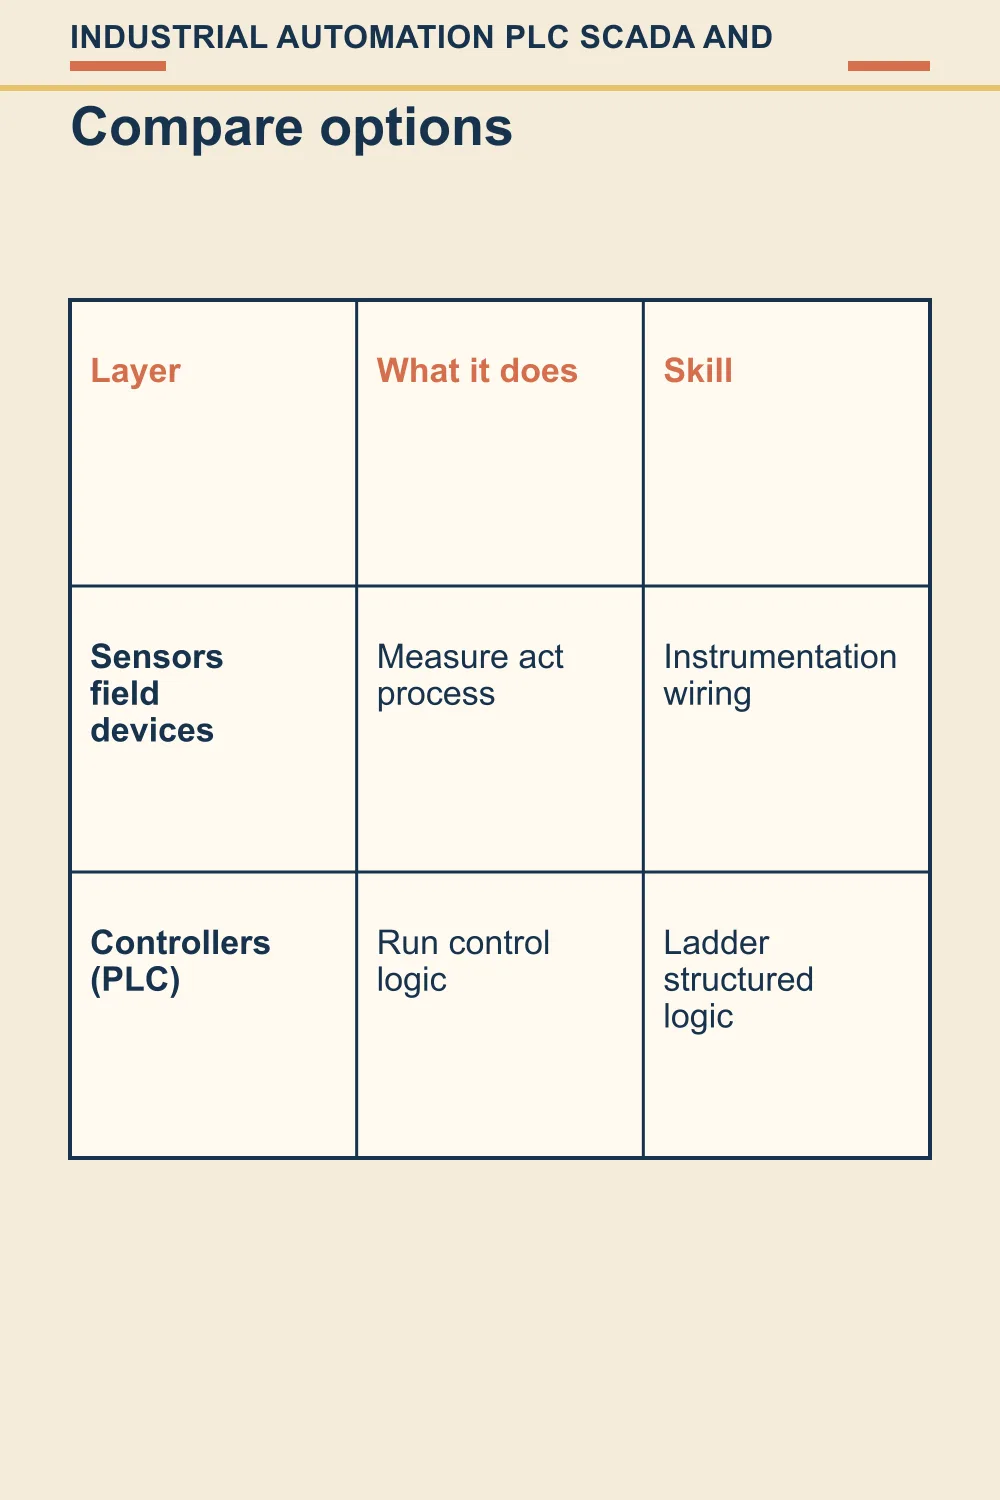 INDUSTRIAL AUTOMATION PLC SCADA AND
Compare options
Layer
What it does
Skill
Sensors
field
devices
Measure act
process
Instrumentation
wiring
Controllers
(PLC)
Run control
logic
Ladder
structured
logic